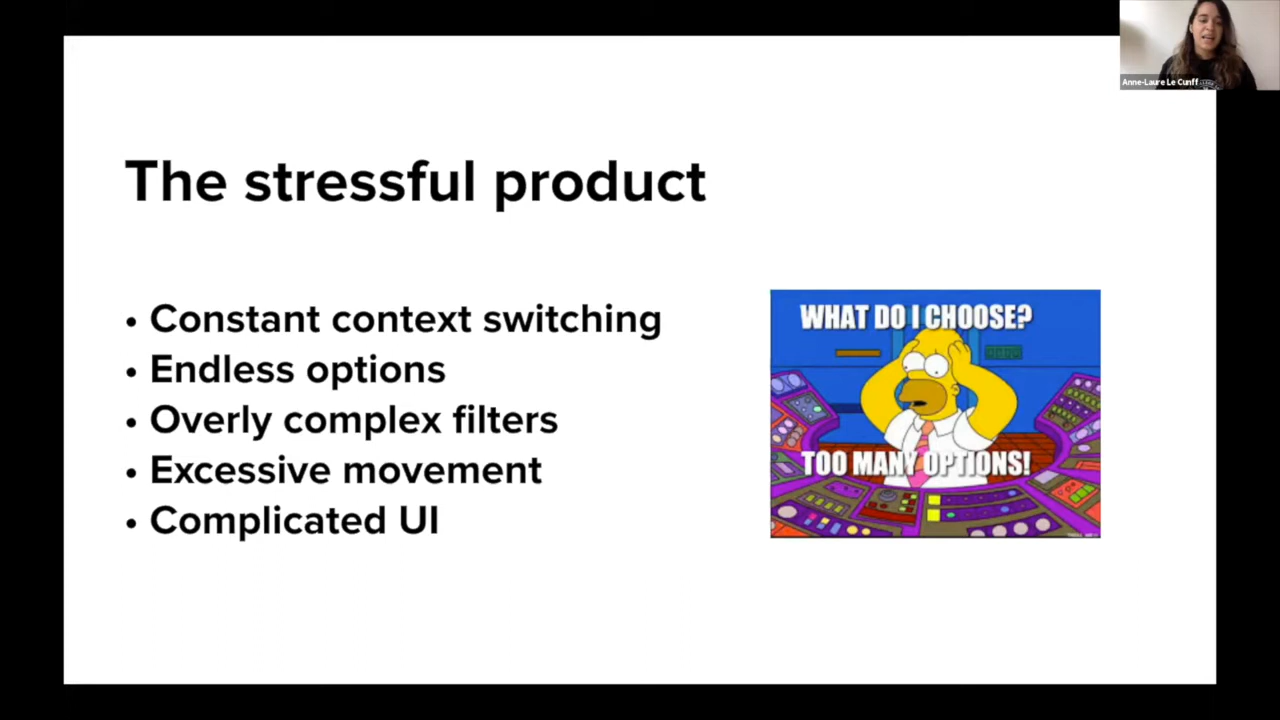 Anne-Laure Le Cunff
The stressful product
• Constant context switching
• Endless options
• Overly complex filters
• Excessive movement
• Complicated UI
WHAT DO I CHOOSE?
TOO MANY OPTIONS!